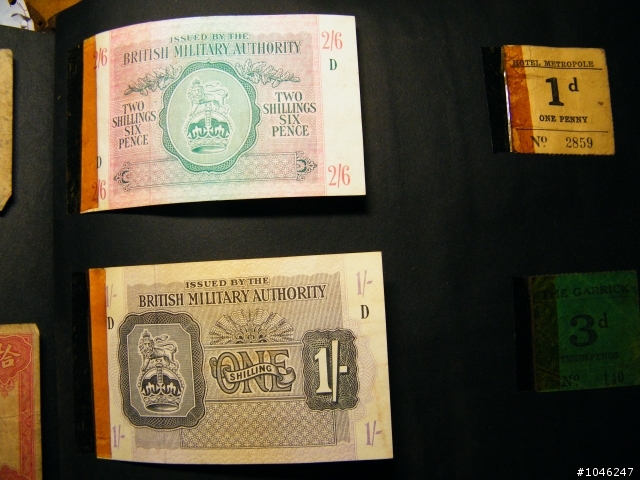 ISSUED BY THE
BRITISH MILITARY AUTHORITY
2/6 2/6
D
TWO SHILLINGS SIX PENCE
TWO SHILLINGS SIX PENCE
D
2/6 2/6
HOTEL METROPOLE
1d
ONE PENNY
No 2859
ISSUED BY THE
BRITISH MILITARY AUTHORITY
1/- 1/-
D D
ONE
SHILLING
1/-
1/- 1/-
THE GARRICK
3d
No
拾
#1046247